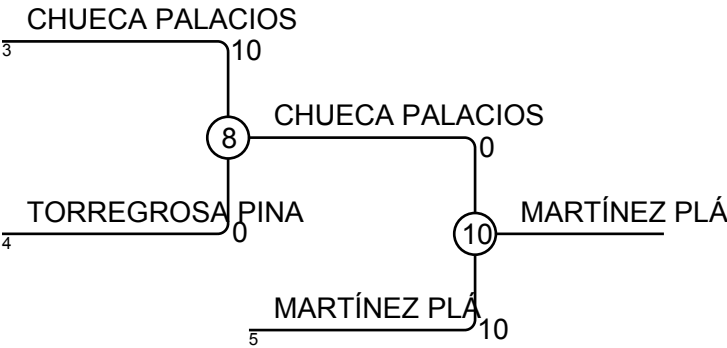 CHUECA PALACIOS
3
10
CHUECA PALACIOS
8
0
TORREGROSA PINA
MARTÍNEZ PLÁ
4
0
10
MARTÍNEZ PLÁ
5
10